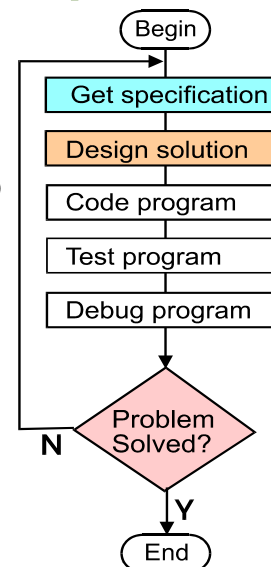 Begin
Get specification
Design solution
Code program
Test program
Debug program
Problem
Solved?
N
Y
End